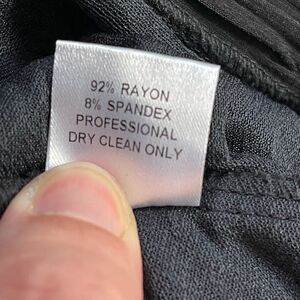 92% RAYON
8% SPANDEX
PROFESSIONAL
DRY CLEAN ONLY